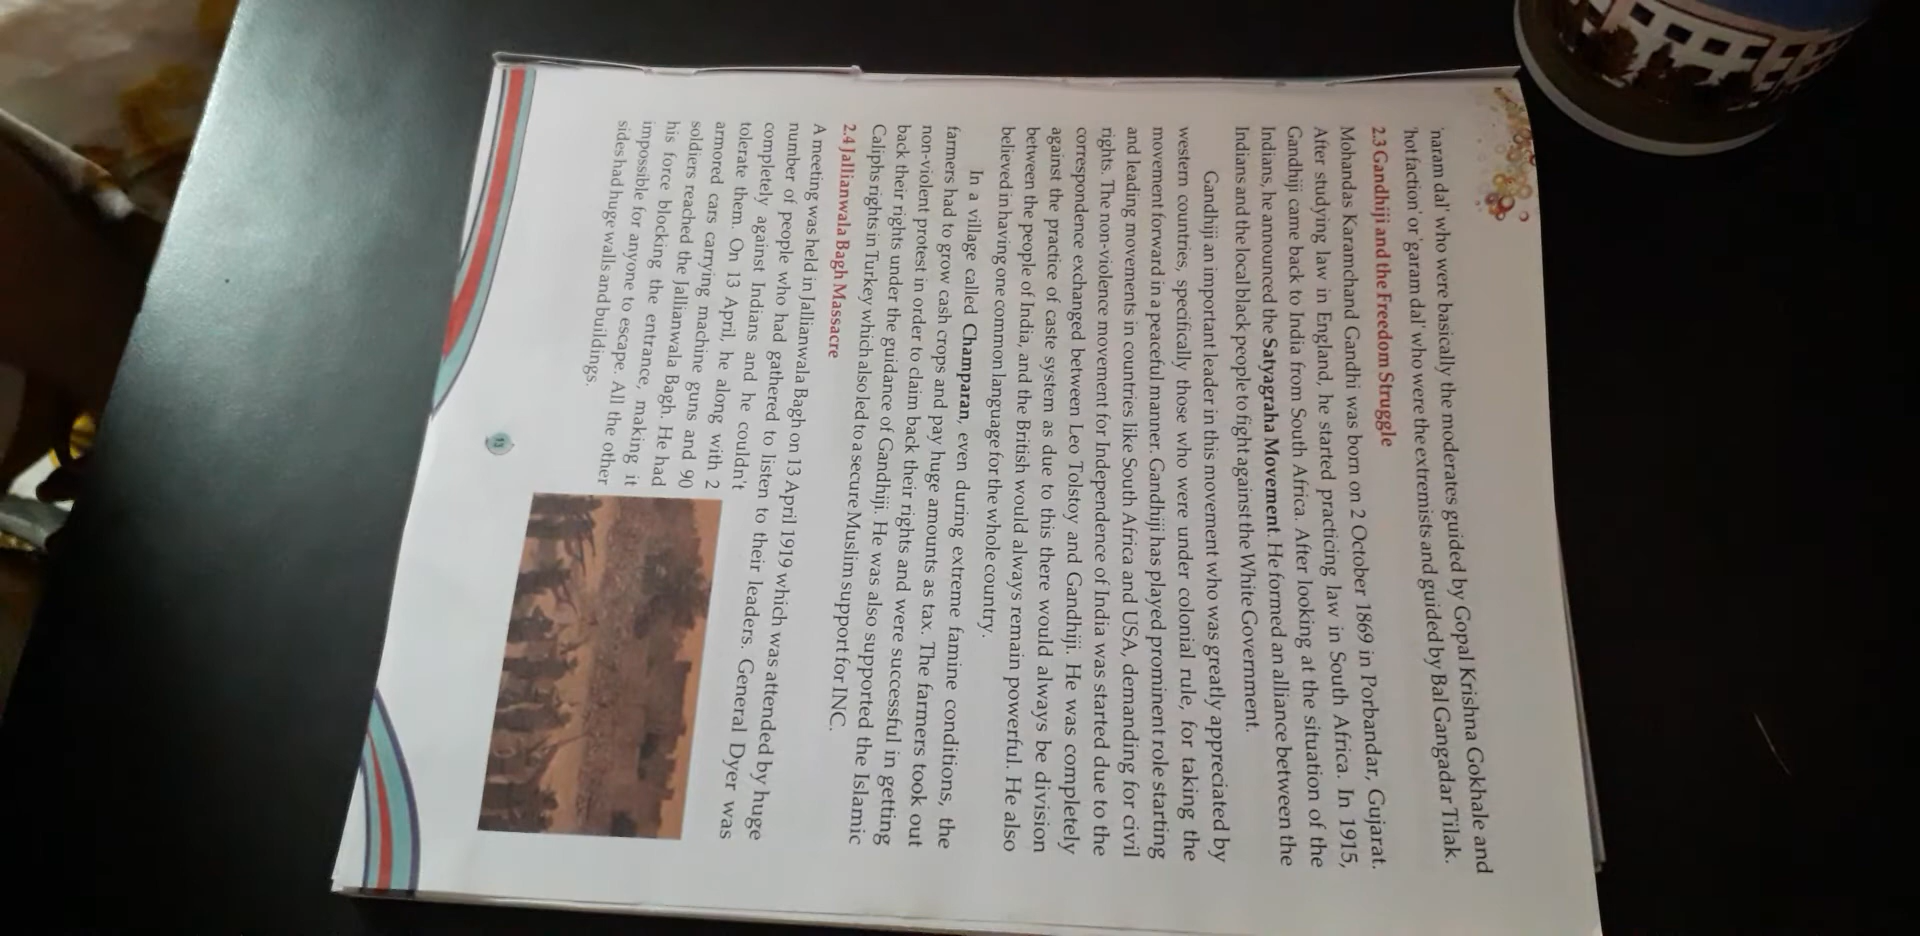 'naram dal' who were basically the moderates guided by Gopal Krishna Gokhale and
'hot faction' or 'garam dal' who were the extremists and guided by Bal Gangadar Tilak.
2.3 Gandhiji and the Freedom Struggle
Mohandas Karamchand Gandhi was born on 2 October 1869 in Porbandar, Gujarat.
After studying law in England, he started practicing law in South Africa. In 1915,
Gandhiji came back to India from South Africa. After looking at the situation of the
Indians, he announced the Satyagraha Movement. He formed an alliance between the
Indians and the local black people to fight against the White Government.
Gandhiji an important leader in this movement who was greatly appreciated by
western countries, specifically those who were under colonial rule, for taking the
movement forward in a peaceful manner. Gandhiji has played prominent role starting
and leading movements in countries like South Africa and USA, demanding for civil
rights. The non-violence movement for Independence of India was started due to the
correspondence exchanged between Leo Tolstoy and Gandhiji. He was completely
against the practice of caste system as due to this there would always be division
between the people of India, and the British would always remain powerful. He also
believed in having one common language for the whole country.
In a village called Champaran, even during extreme famine conditions, the
farmers had to grow cash crops and pay huge amounts as tax. The farmers took out
non-violent protest in order to claim back their rights and were successful in getting
back their rights under the guidance of Gandhiji. He was also supported the Islamic
Caliphs rights in Turkey which also led to a secure Muslim support for INC.
2.4 Jallianwala Bagh Massacre
A meeting was held in Jallianwala Bagh on 13 April 1919 which was attended by huge
number of people who had gathered to listen to their leaders. General Dyer was
completely against Indians and he couldn't
tolerate them. On 13 April, he along with 2
armored cars carrying machine guns and 90
soldiers reached the Jallianwala Bagh. He had
his force blocking the entrance, making it
impossible for anyone to escape. All the other
sides had huge walls and buildings.
13